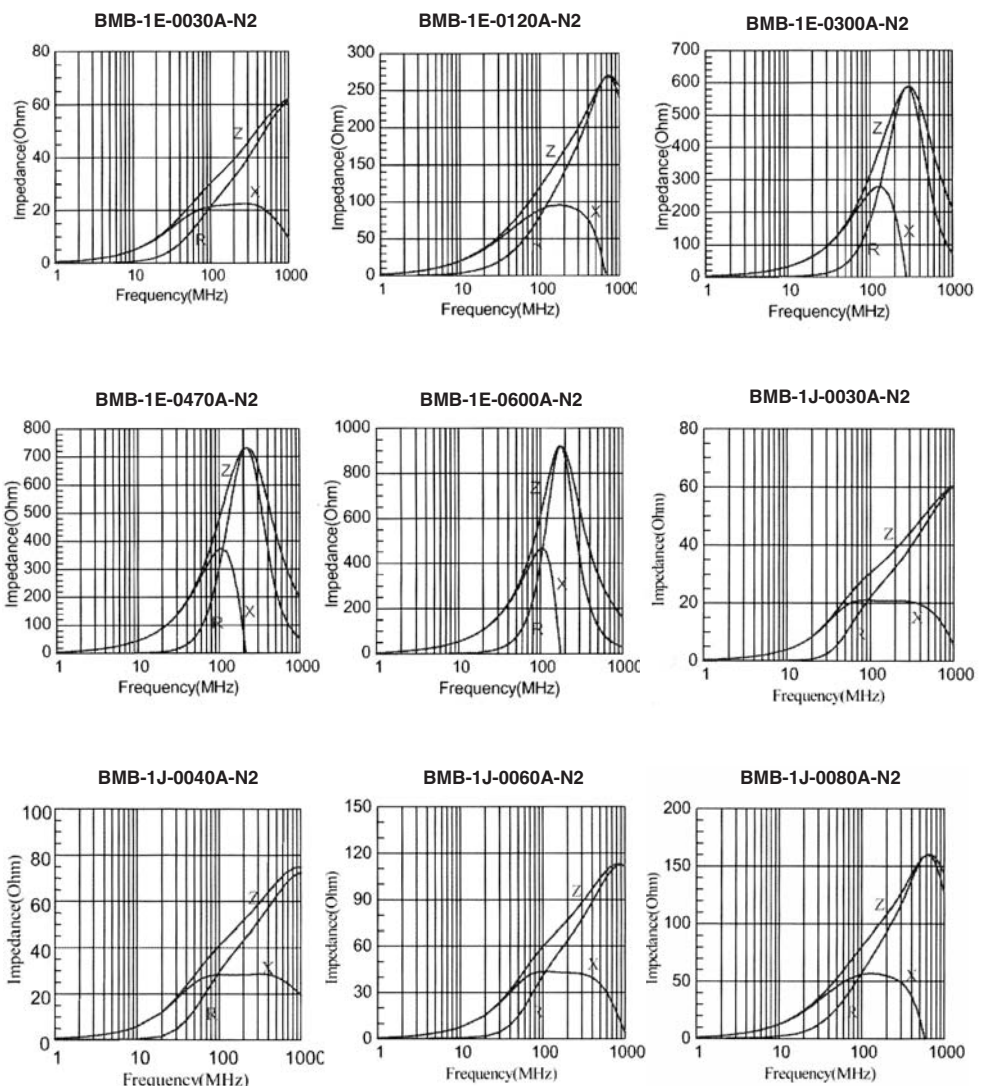 BMB-1E-0030A-N2
80
60
40
20
0
Impedance(Ohm)
Z
X
R
1 10 100 1000
Frequency(MHz)
BMB-1E-0120A-N2
300
250
200
150
100
50
0
Impedance(Ohm)
Z
X
1 10 100 1000
Frequency(MHz)
BMB-1E-0300A-N2
700
600
500
400
300
200
100
0
Impedance(Ohm)
Z
X
R
1 10 100 1000
Frequency(MHz)
BMB-1E-0470A-N2
800
700
600
500
400
300
200
100
0
Impedance(Ohm)
Z
R
X
1 10 100 1000
Frequency(MHz)
BMB-1E-0600A-N2
1000
800
600
400
200
0
Impedance(Ohm)
Z
X
R
1 10 100 1000
Frequency(MHz)
BMB-1J-0030A-N2
80
60
40
20
0
Impedance(Ohm)
Z
R
X
1 10 100 1000
Frequency(MHz)
BMB-1J-0040A-N2
100
80
60
40
20
0
Impedance(Ohm)
Z
X
R
1 10 100 1000
Frequency(MHz)
BMB-1J-0060A-N2
150
120
90
60
30
0
Impedance(Ohm)
Z
X
R
1 10 100 1000
Frequency(MHz)
BMB-1J-0080A-N2
200
150
100
50
0
Impedance(Ohm)
Z
X
R
1 10 100 1000
Frequency(MHz)